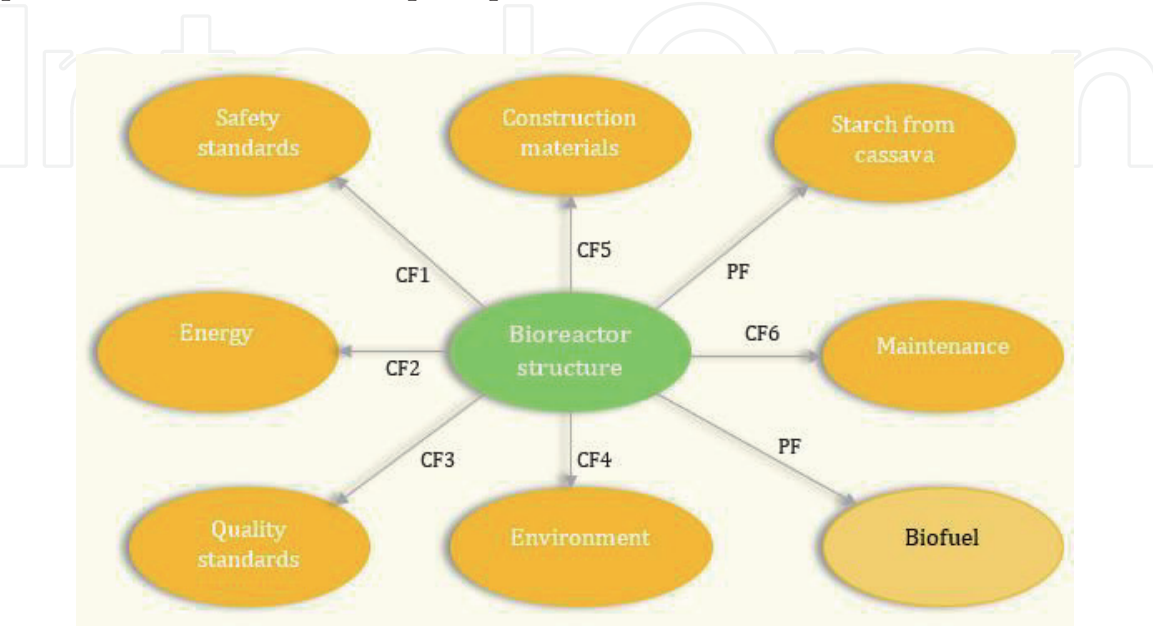 Safety
standards
Construction
materials
Starch from
cassava
CF1
CF5
PF
Energy
CF2
Bioreactor
structure
CF6
Maintenance
CF3
CF4
PF
Quality
standards
Environment
Biofuel